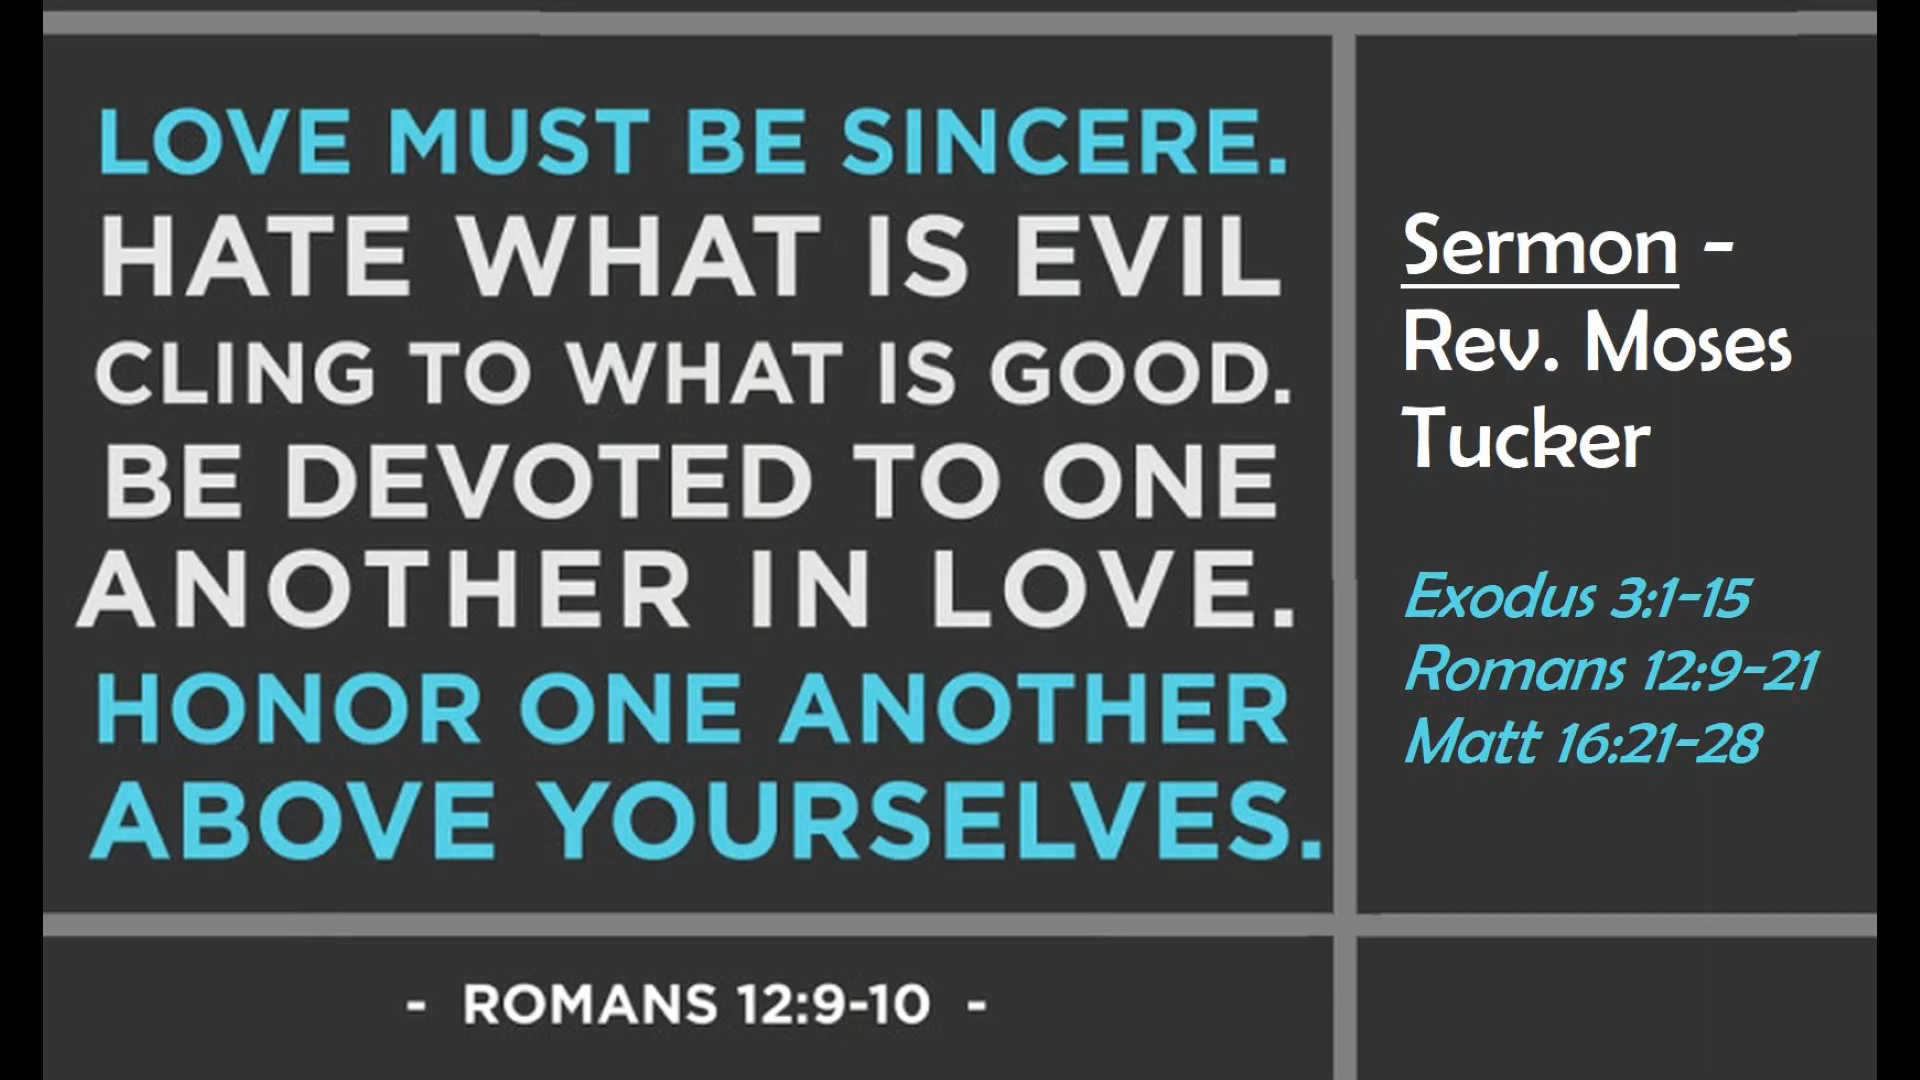 LOVE MUST BE SINCERE.
HATE WHAT IS EVIL
CLING TO WHAT IS GOOD.
BE DEVOTED TO ONE
ANOTHER IN LOVE.
HONOR ONE ANOTHER
ABOVE YOURSELVES.
- ROMANS 12:9-10 -
Sermon -
Rev. Moses
Tucker
Exodus 3:1-15
Romans 12:9-21
Matt 16:21-28